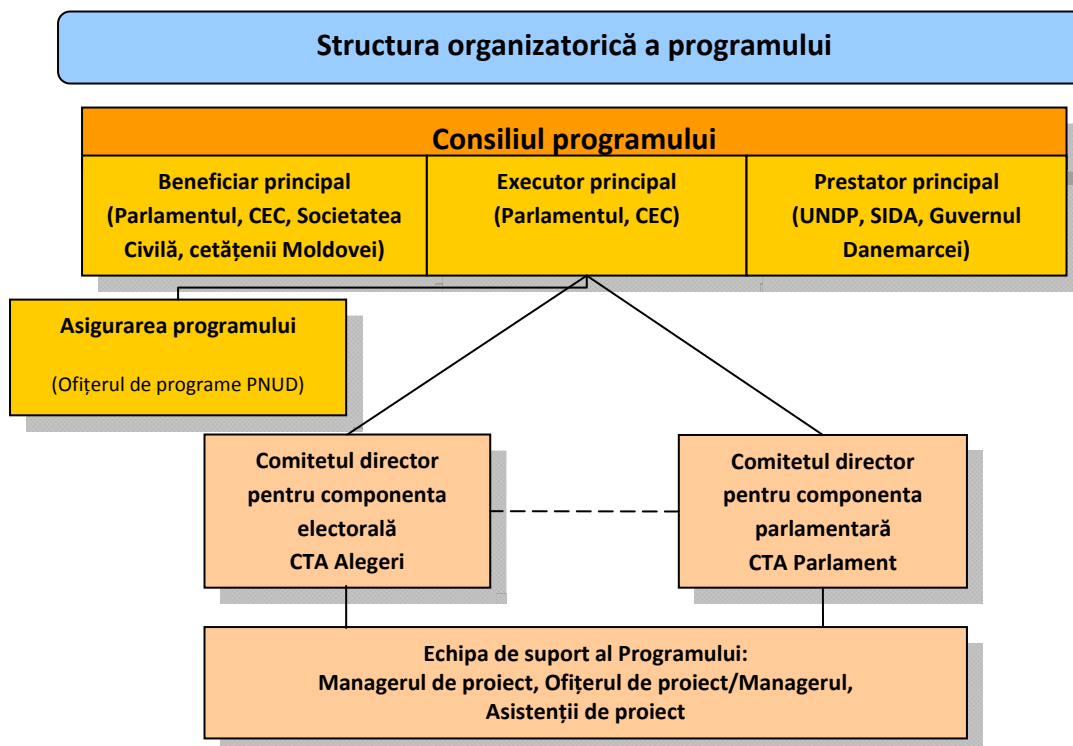 Structura organizatorică a programului
Consiliul programului
Beneficiar principal
(Parlamentul, CEC, Societatea
Civilă, cetățenii Moldovei)
Executor principal
(Parlamentul, CEC)
Prestator principal
(UNDP, SIDA, Guvernul
Danemarcei)
Asigurarea programului
(Ofițerul de programe PNUD)
Comitetul director
pentru componenta
electorală
CTA Alegeri
Comitetul director
pentru componenta
parlamentară
CTA Parlament
Echipa de suport al Programului:
Managerul de proiect, Ofițerul de proiect/Managerul,
Asistenții de proiect